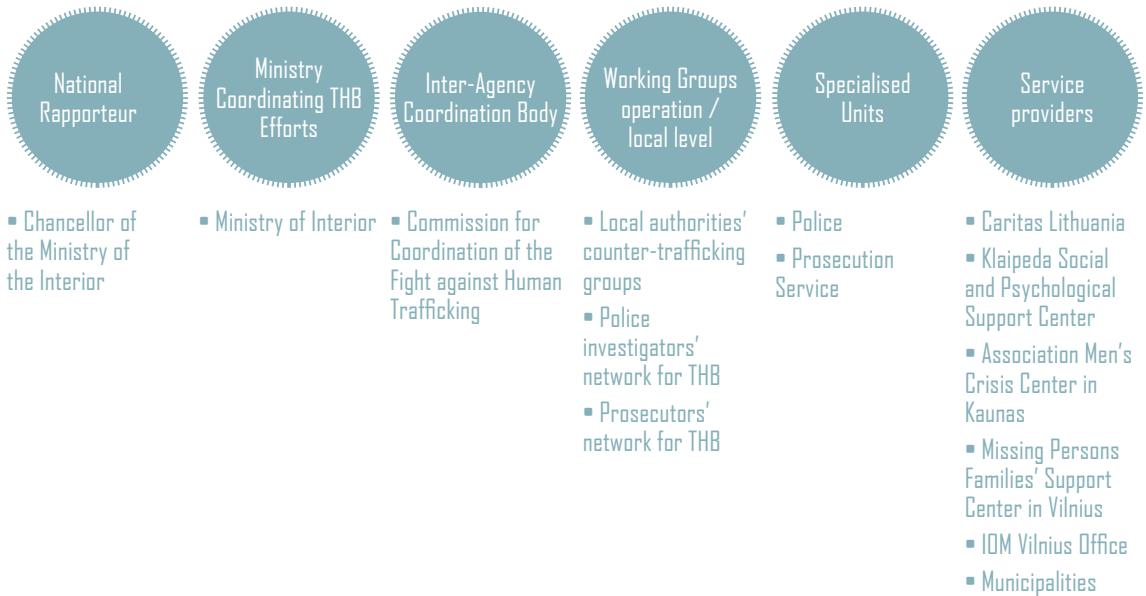 National
Rapporteur
Ministry
Coordinating THB
Efforts
Inter-Agency
Coordination Body
Working Groups
operation /
local level
Specialised
Units
Service
providers
▪ Chancellor of
the Ministry of
the Interior
▪ Ministry of Interior
▪ Commission for
Coordination of the
Fight against Human
Trafficking
▪ Local authorities’
counter-trafficking
groups
▪ Police
investigators’
network for THB
▪ Prosecutors’
network for THB
▪ Police
▪ Prosecution
Service
▪ Caritas Lithuania
▪ Klaipeda Social
and Psychological
Support Center
▪ Association Men’s
Crisis Center in
Kaunas
▪ Missing Persons
Families’ Support
Center in Vilnius
▪ IOM Vilnius Office
▪ Municipalities